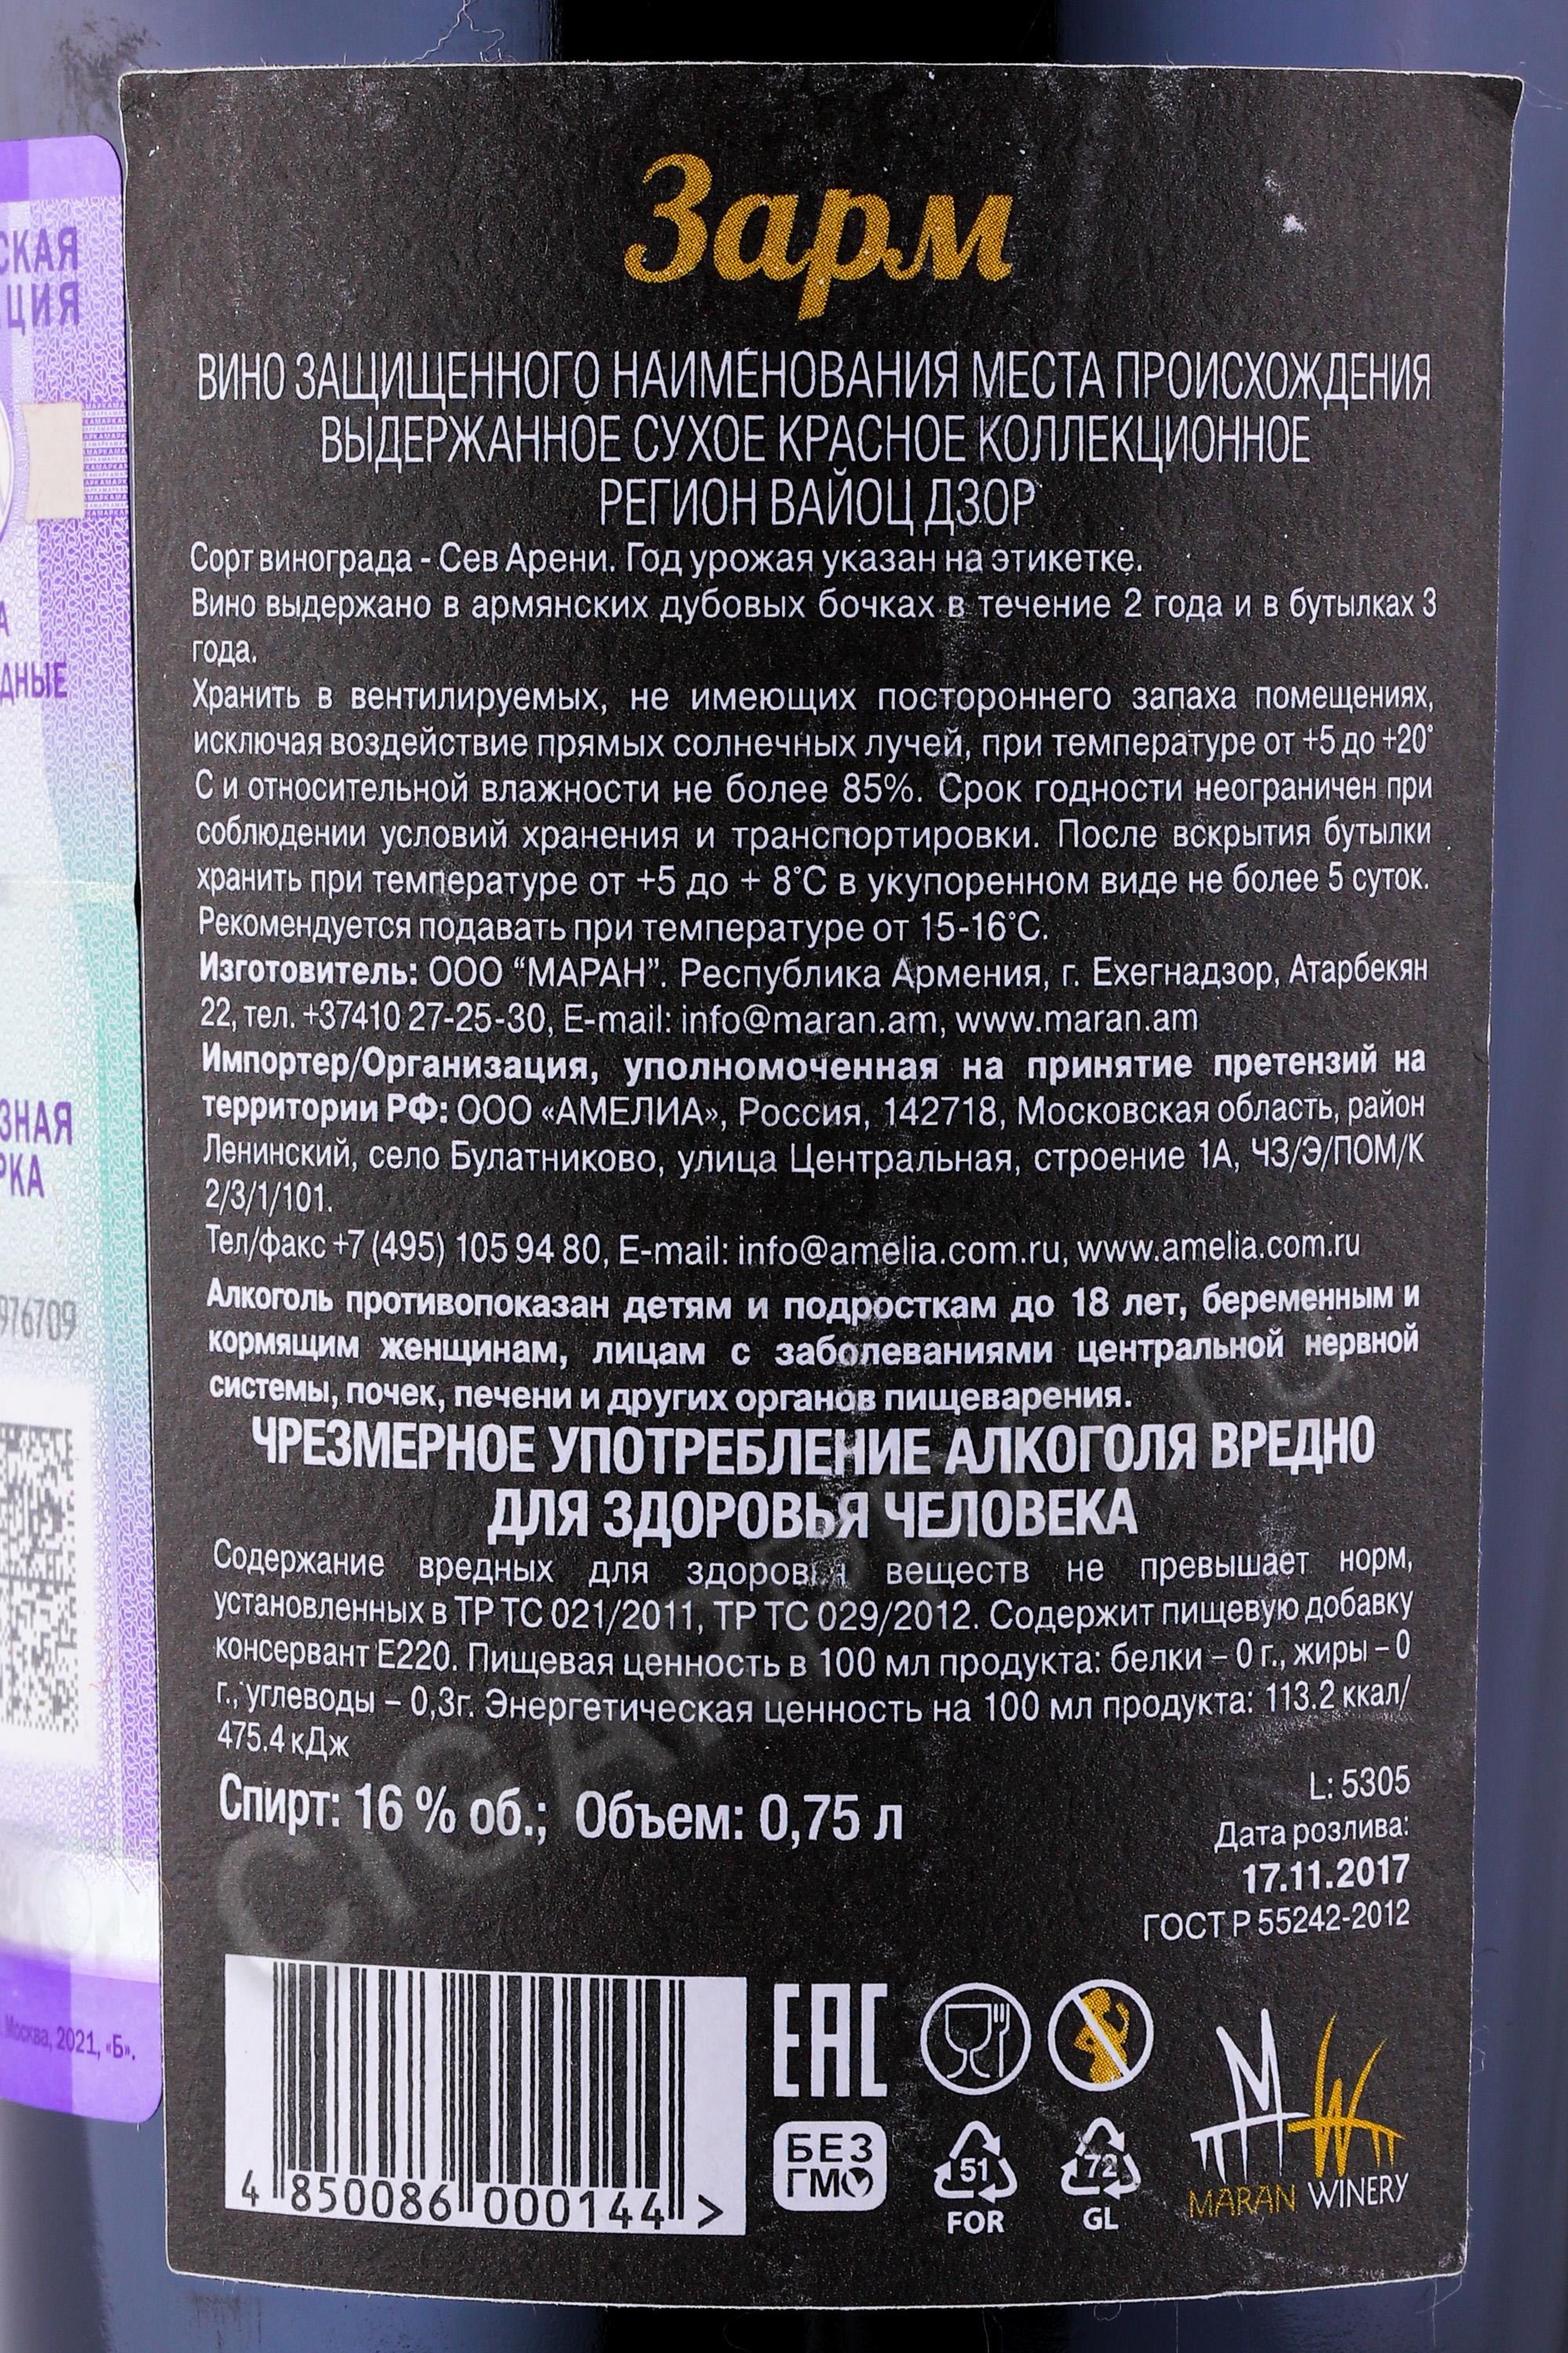 Зарм
ВИНО ЗАЩИЩЕННОГО НАИМЕНОВАНИЯ МЕСТА ПРОИСХОЖДЕНИЯ
ВЫДЕРЖАННОЕ СУХОЕ КРАСНОЕ КОЛЛЕКЦИОННОЕ
РЕГИОН ВАЙОЦ ДЗОР
Сорт винограда - Сев Арени. Год урожая указан на этикетке.
Вино выдержано в армянских дубовых бочках в течение 2 года и в бутылках 3
года.
Хранить в вентилируемых, не имеющих постороннего запаха помещениях,
исключая воздействие прямых солнечных лучей, при температуре от +5 до +20°
С и относительной влажности не более 85%. Срок годности неограничен при
соблюдении условий хранения и транспортировки. После вскрытия бутылки
хранить при температуре от +5 до + 8°С в укупоренном виде не более 5 суток.
Рекомендуется подавать при температуре от 15-16°С.
Изготовитель: ООО “МАРАН”. Республика Армения, г. Ехегнадзор, Атарбекян
22, тел. +37410 27-25-30, E-mail: info@maran.am, www.maran.am
Импортер/Организация, уполномоченная на принятие претензий на
территории РФ: ООО «АМЕЛИА», Россия, 142718, Московская область, район
Ленинский, село Булатниково, улица Центральная, строение 1А, ЧЗ/Э/ПОМ/К
2/3/1/101.
Тел/факс +7 (495) 105 94 80, E-mail: info@amelia.com.ru, www.amelia.com.ru
Алкоголь противопоказан детям и подросткам до 18 лет, беременным и
кормящим женщинам, лицам с заболеваниями центральной нервной
системы, почек, печени и других органов пищеварения.
ЧРЕЗМЕРНОЕ УПОТРЕБЛЕНИЕ АЛКОГОЛЯ ВРЕДНО
ДЛЯ ЗДОРОВЬЯ ЧЕЛОВЕКА
Содержание вредных для здоровья веществ не превышает норм,
установленных в ТР ТС 021/2011, ТР ТС 029/2012. Содержит пищевую добавку
консервант Е220. Пищевая ценность в 100 мл продукта: белки – 0 г., жиры – 0
г., углеводы – 0,3г. Энергетическая ценность на 100 мл продукта: 113.2 ккал/
475.4 кДж
Спирт: 16 % об.; Объем: 0,75 л
L: 5305
Дата розлива:
17.11.2017
ГОСТ Р 55242-2012
4 850086 000144 >
EAC
БЕЗ
ГМО
51
FOR
72
GL
MARAN WINERY
СКАЯ
ЦИЯ
А
ДНЫЕ
ЗНАЯ
РКА
976709
Москва, 2021, «Б».